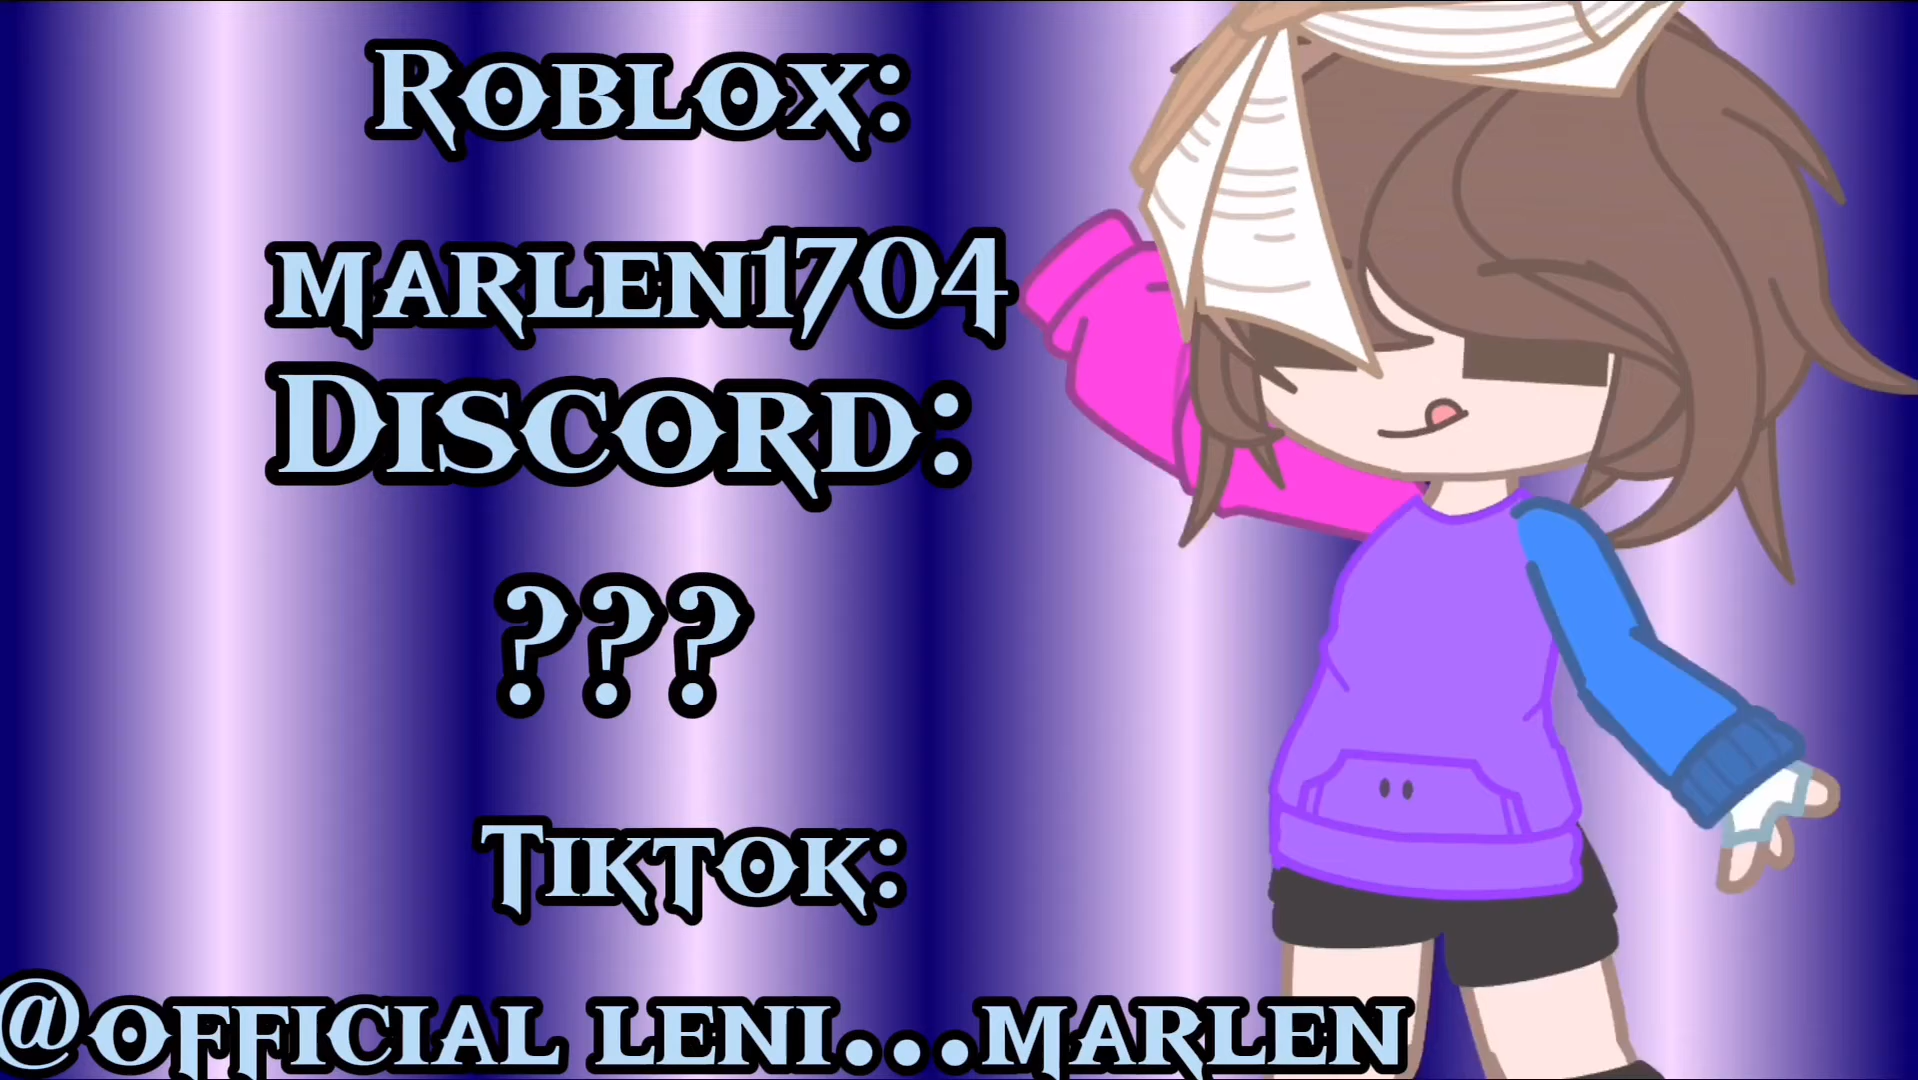 Roblox:
marlen1704
Discord:
???
Tiktok:
@official leni...marlen